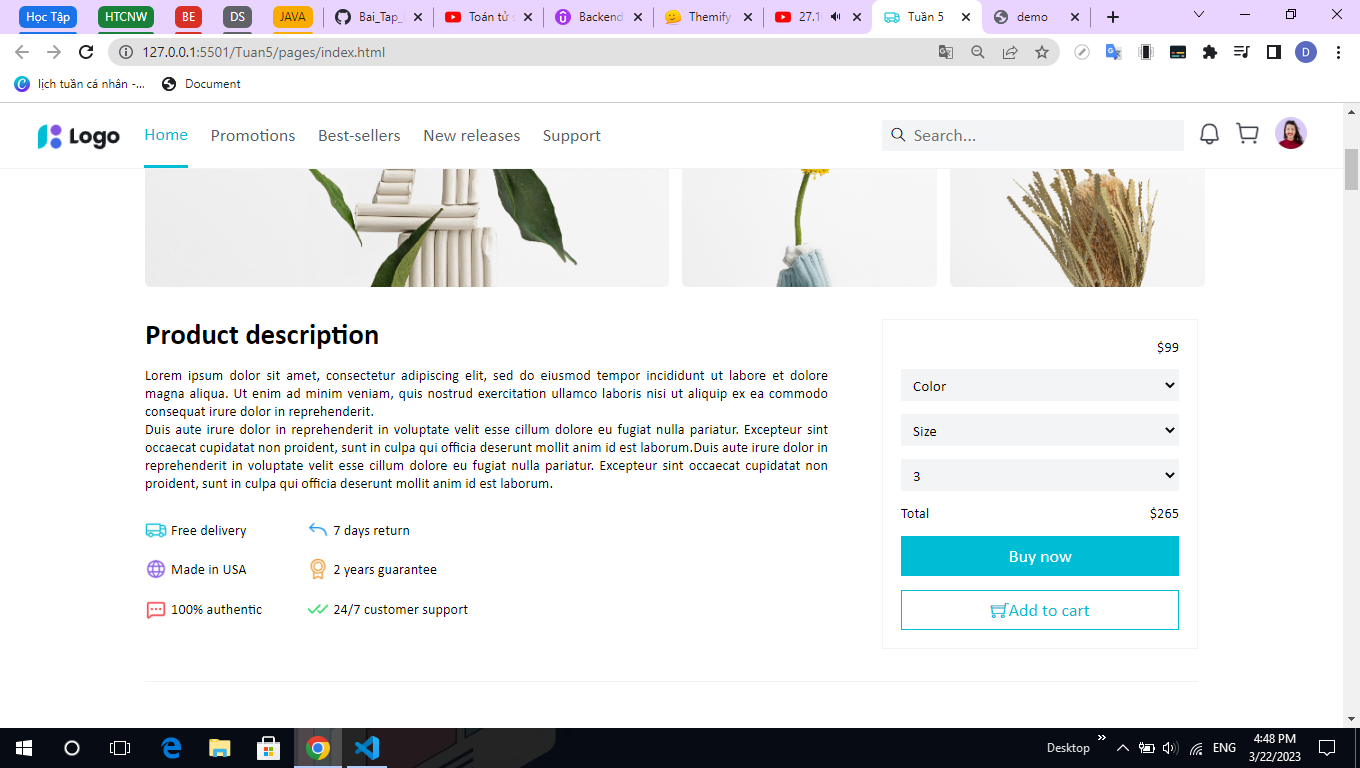 Học Tập
HTCNW
BE
DS
JAVA
Bai_Tap_
Toán tử
Backend
Themify
27.1
Tuần 5
demo
127.0.0.1:5501/Tuan5/pages/index.html
D
lịch tuần cá nhân -...
Document
Logo
Home
Promotions
Best-sellers
New releases
Support
Search...
Product description
Lorem ipsum dolor sit amet, consectetur adipiscing elit, sed do eiusmod tempor incididunt ut labore et dolore
magna aliqua. Ut enim ad minim veniam, quis nostrud exercitation ullamco laboris nisi ut aliquip ex ea commodo
consequat irure dolor in reprehenderit.
Duis aute irure dolor in reprehenderit in voluptate velit esse cillum dolore eu fugiat nulla pariatur. Excepteur sint
occaecat cupidatat non proident, sunt in culpa qui officia deserunt mollit anim id est laborum.Duis aute irure dolor in
reprehenderit in voluptate velit esse cillum dolore eu fugiat nulla pariatur. Excepteur sint occaecat cupidatat non
proident, sunt in culpa qui officia deserunt mollit anim id est laborum.
Free delivery
7 days return
Made in USA
2 years guarantee
100% authentic
24/7 customer support
$99
Color
Size
3
Total
$265
Buy now
Add to cart
Desktop
ENG
4:48 PM
3/22/2023